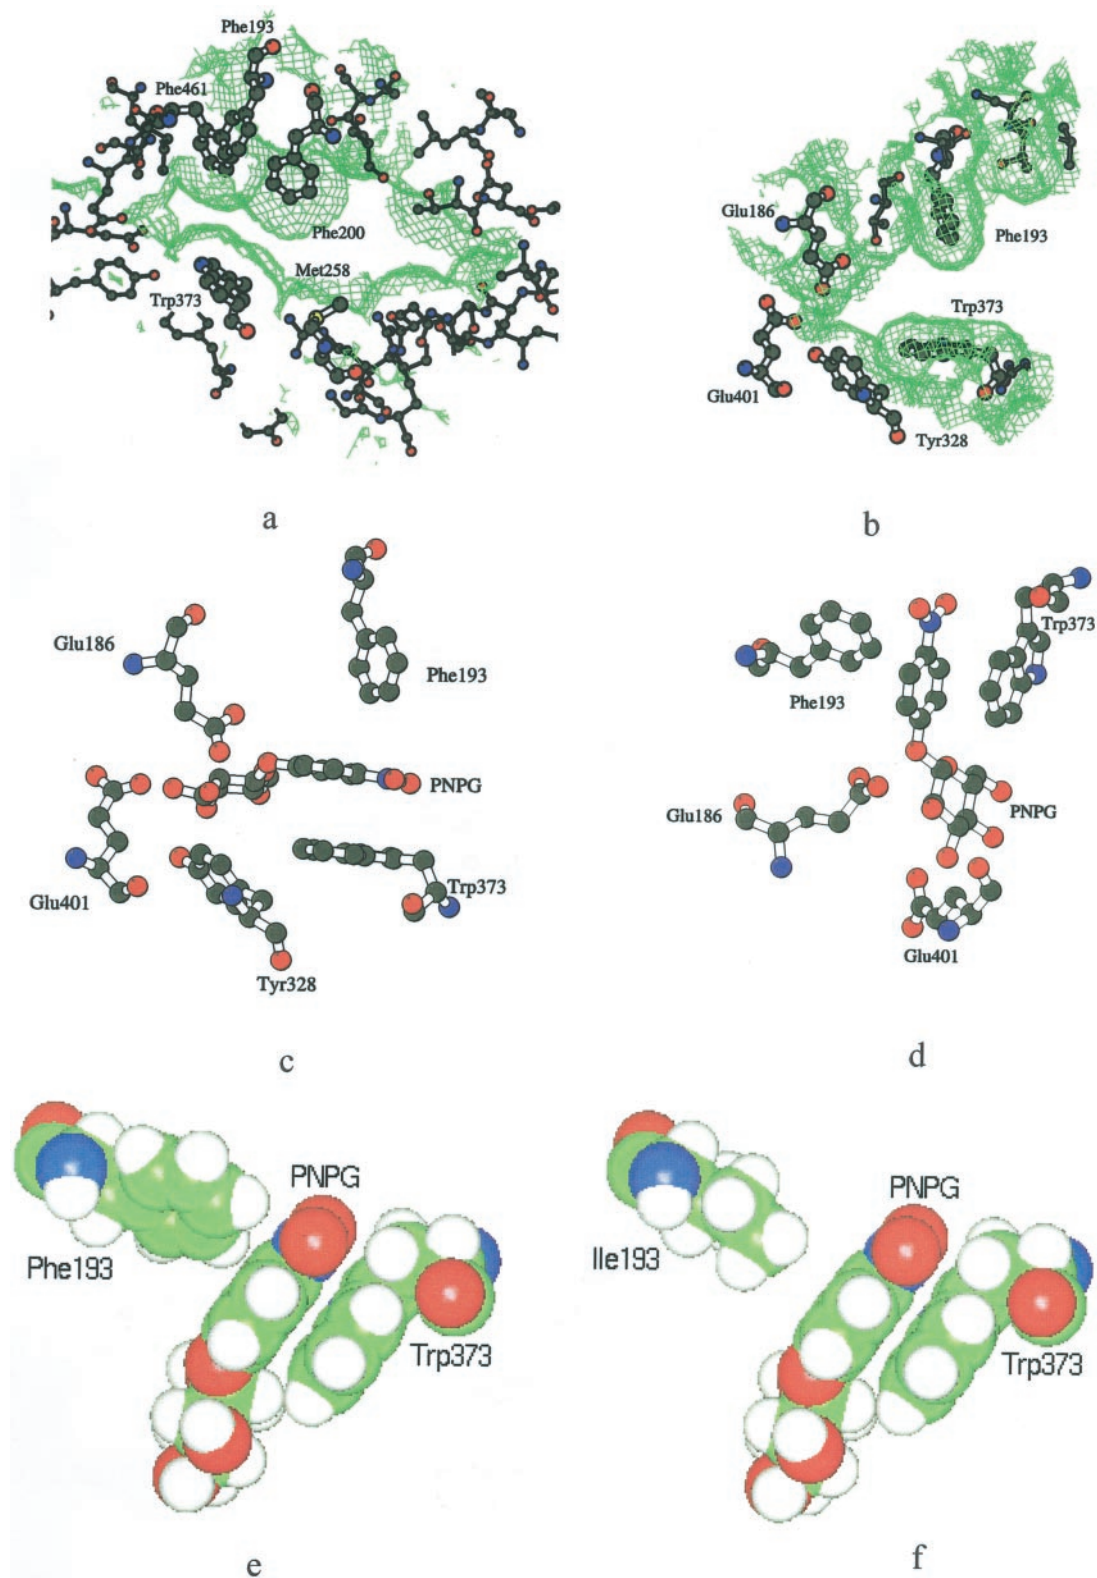 Phe193
Phe461
Phe200
Met258
Trp373
a
Glu186
Phe193
Trp373
Glu401
Tyr328
b
Glu186
Phe193
PNPG
Glu401
Trp373
Tyr328
c
Trp373
Phe193
Glu186
PNPG
Glu401
d
PNPG
Phe193
Trp373
e
PNPG
Ile193
Trp373
f